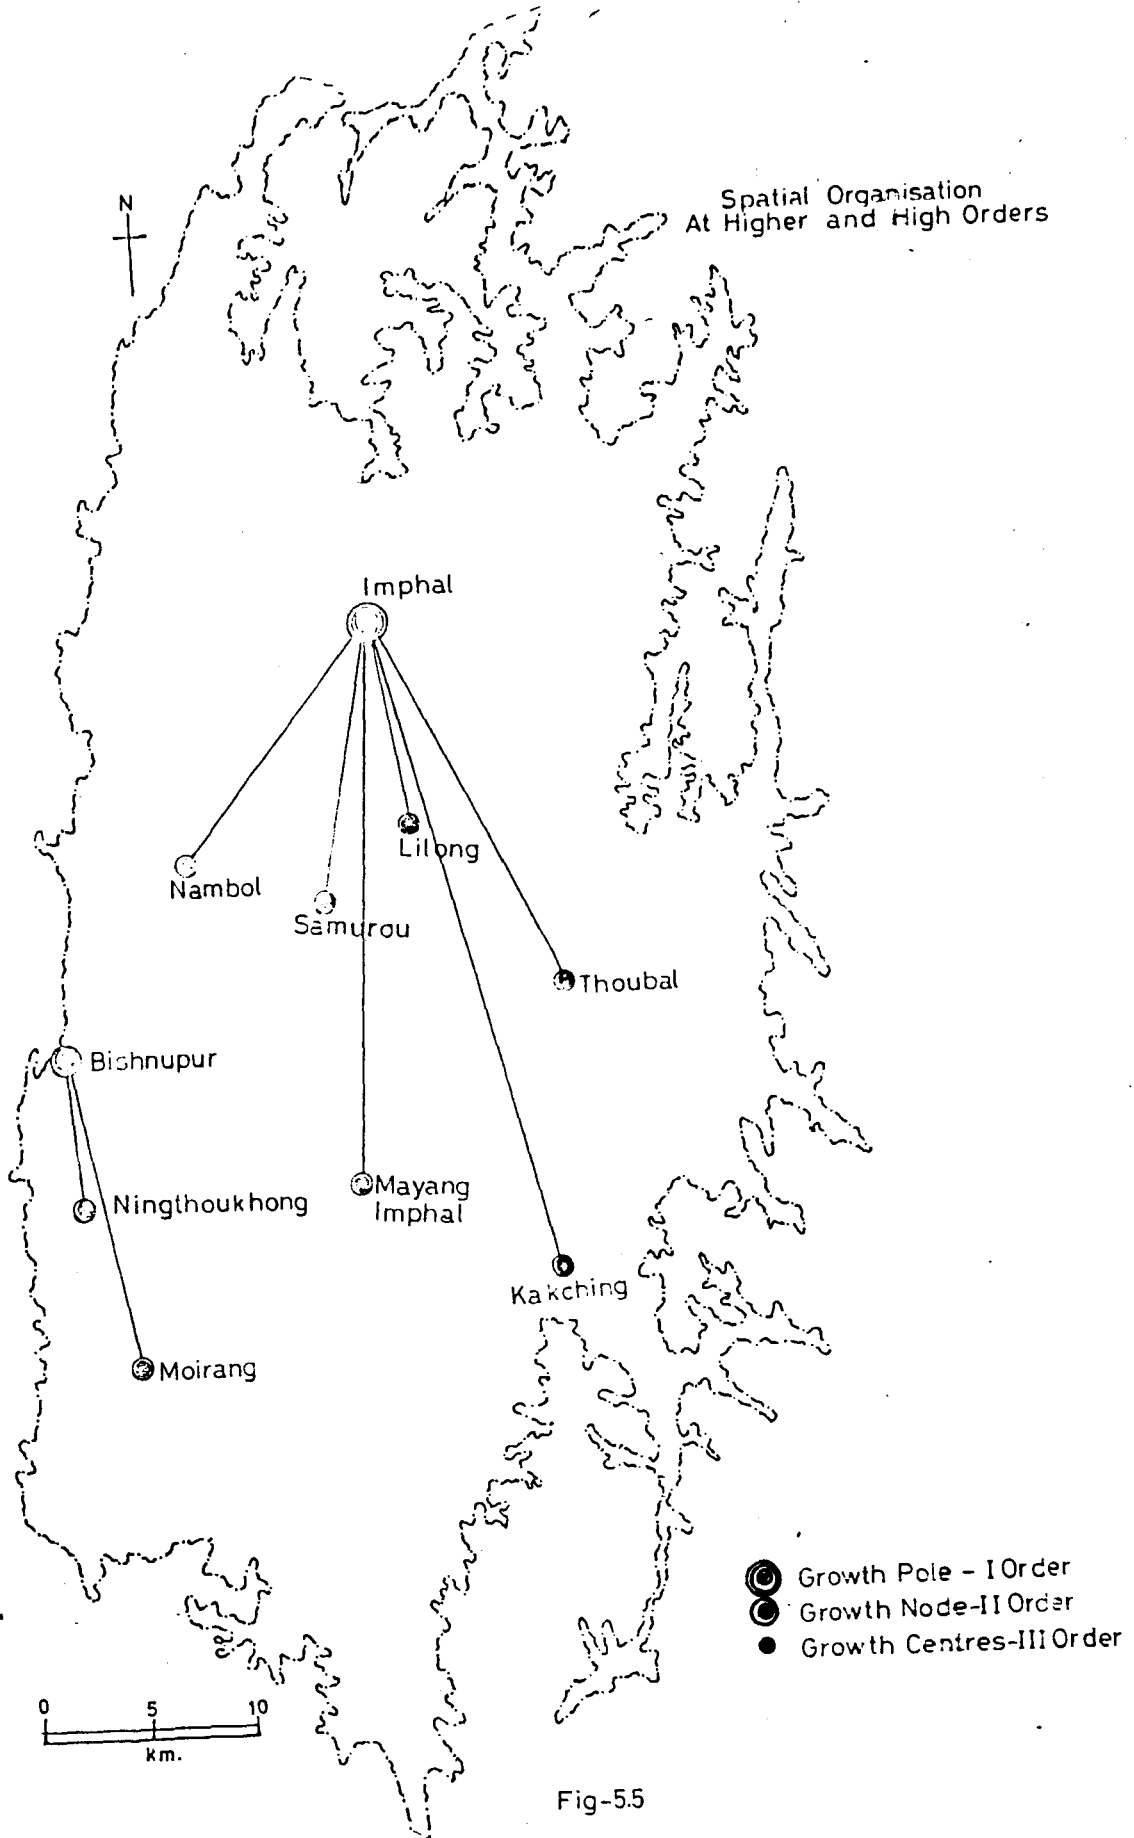 N
Spatial Organisation
At Higher and High Orders
Imphal
Lilong
Nambol
Samurou
Thoubal
Bishnupur
Mayang
Imphal
Ningthoukhong
Kakching
Moirang
Growth Pole - I Order
Growth Node-II Order
Growth Centres-III Order
0 5 10
km.
Fig-5.5